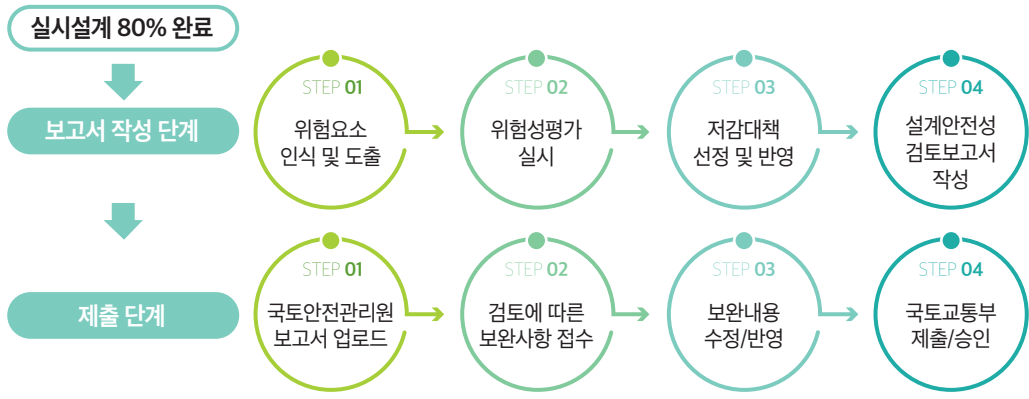 실시설계 80% 완료
보고서 작성 단계
STEP 01
위험요소
인식 및 도출
STEP 02
위험성평가
실시
STEP 03
저감대책
선정 및 반영
STEP 04
설계안전성
검토보고서
작성
제출 단계
STEP 01
국토안전관리원
보고서 업로드
STEP 02
검토에 따른
보완사항 접수
STEP 03
보완내용
수정/반영
STEP 04
국토교통부
제출/승인